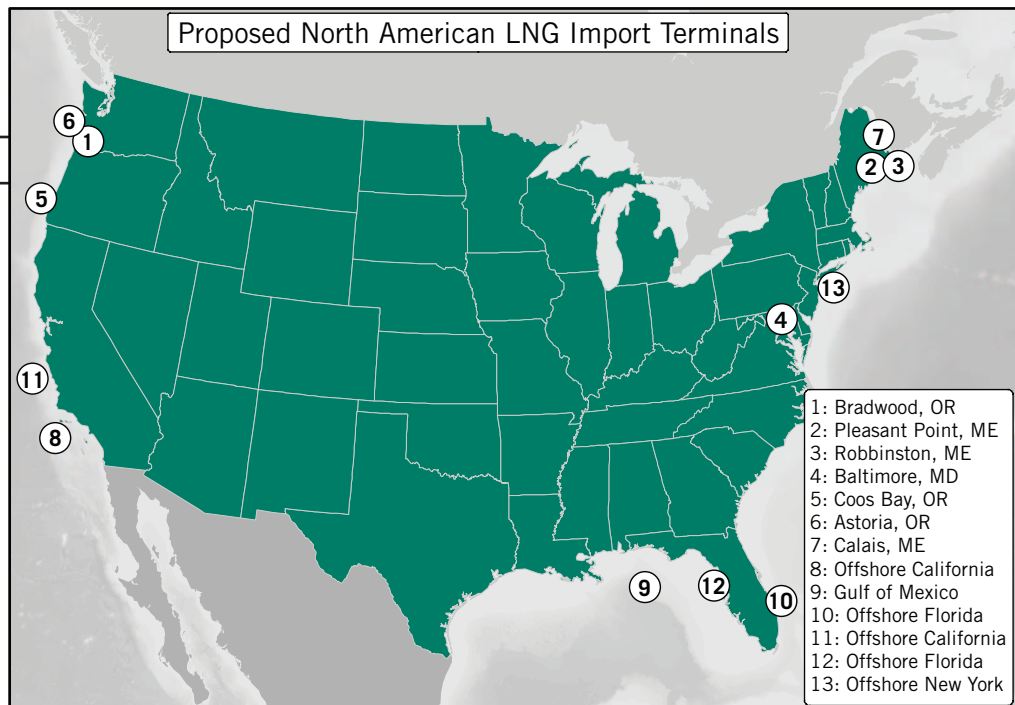 Proposed North American LNG Import Terminals
6
1
5
7
2
3
13
4
11
8
9
12
10
1: Bradwood, OR
2: Pleasant Point, ME
3: Robbinston, ME
4: Baltimore, MD
5: Coos Bay, OR
6: Astoria, OR
7: Calais, ME
8: Offshore California
9: Gulf of Mexico
10: Offshore Florida
11: Offshore California
12: Offshore Florida
13: Offshore New York